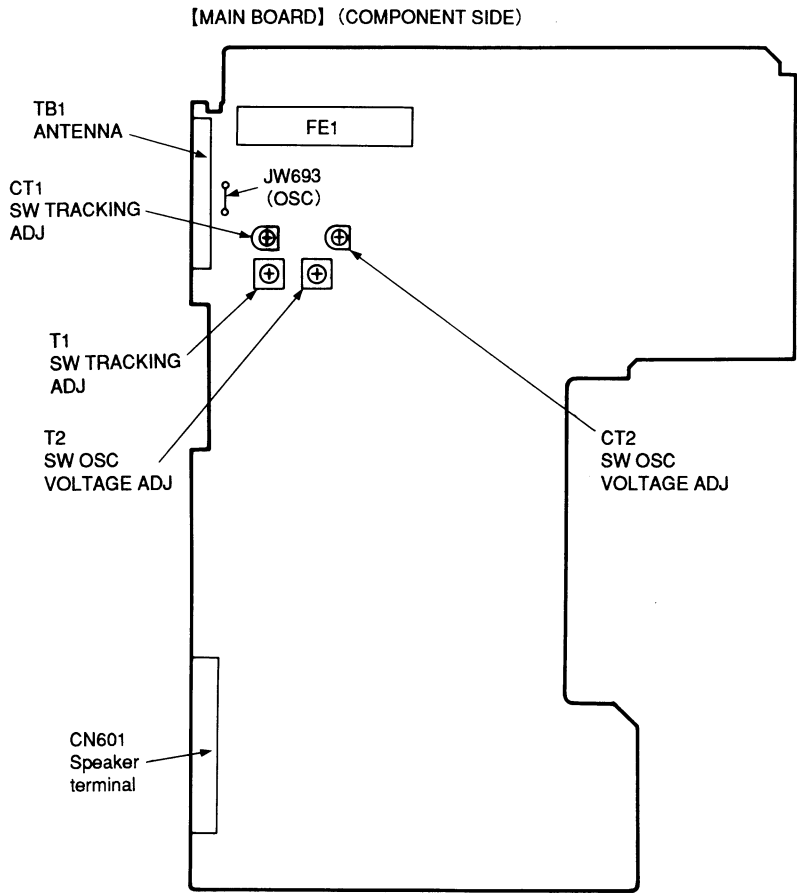 【MAIN BOARD】 (COMPONENT SIDE)
TB1
ANTENNA
FE1
JW693
(OSC)
CT1
SW TRACKING
ADJ
T1
SW TRACKING
ADJ
T2
SW OSC
VOLTAGE ADJ
CT2
SW OSC
VOLTAGE ADJ
CN601
Speaker
terminal